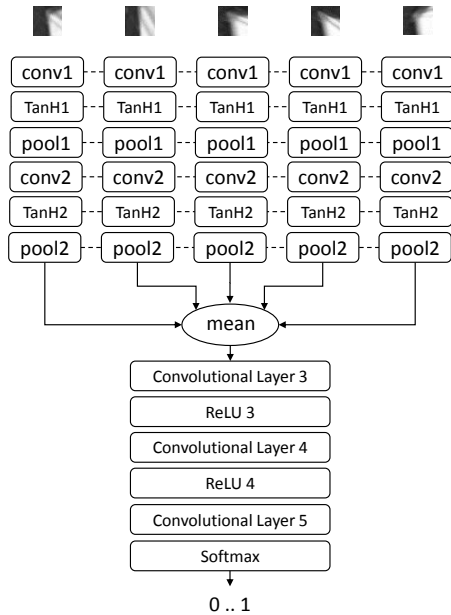 conv1 conv1 conv1 conv1 conv1
TanH1 TanH1 TanH1 TanH1 TanH1
pool1 pool1 pool1 pool1 pool1
conv2 conv2 conv2 conv2 conv2
TanH2 TanH2 TanH2 TanH2 TanH2
pool2 pool2 pool2 pool2 pool2
mean
Convolutional Layer 3
ReLU 3
Convolutional Layer 4
ReLU 4
Convolutional Layer 5
Softmax
0 .. 1